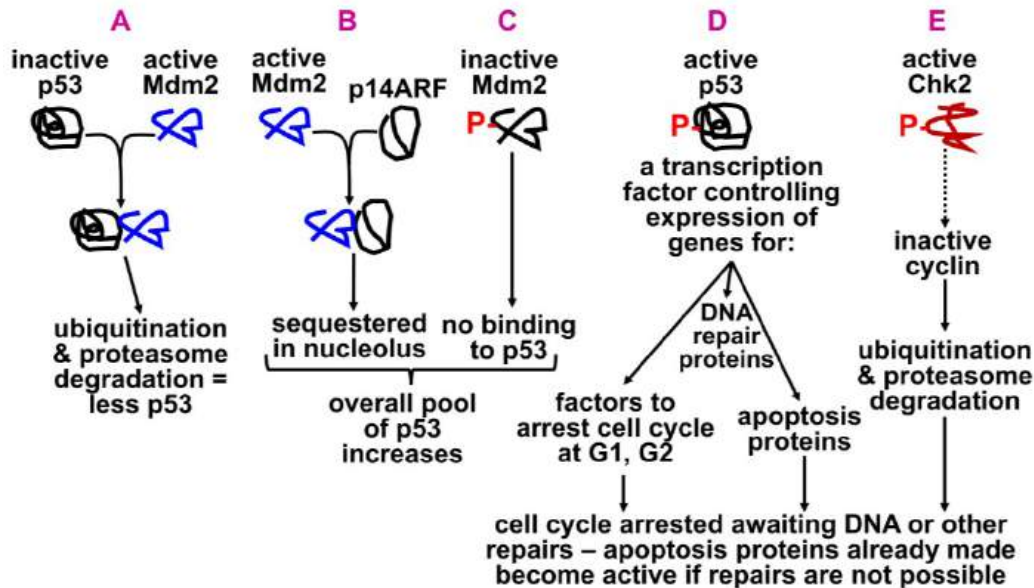 A
B
C
D
E
inactive
p53
active
Mdm2
active
Mdm2
p14ARF
inactive
Mdm2
P-
active
p53
P-
active
Chk2
P-
ubiquitination
& proteasome
degradation =
less p53
sequestered
in nucleolus
no binding
to p53
overall pool
of p53
increases
a transcription
factor controlling
expression of
genes for:
DNA
repair
proteins
factors to
arrest cell cycle
at G1, G2
apoptosis
proteins
inactive
cyclin
ubiquitination
& proteasome
degradation
cell cycle arrested awaiting DNA or other
repairs – apoptosis proteins already made
become active if repairs are not possible